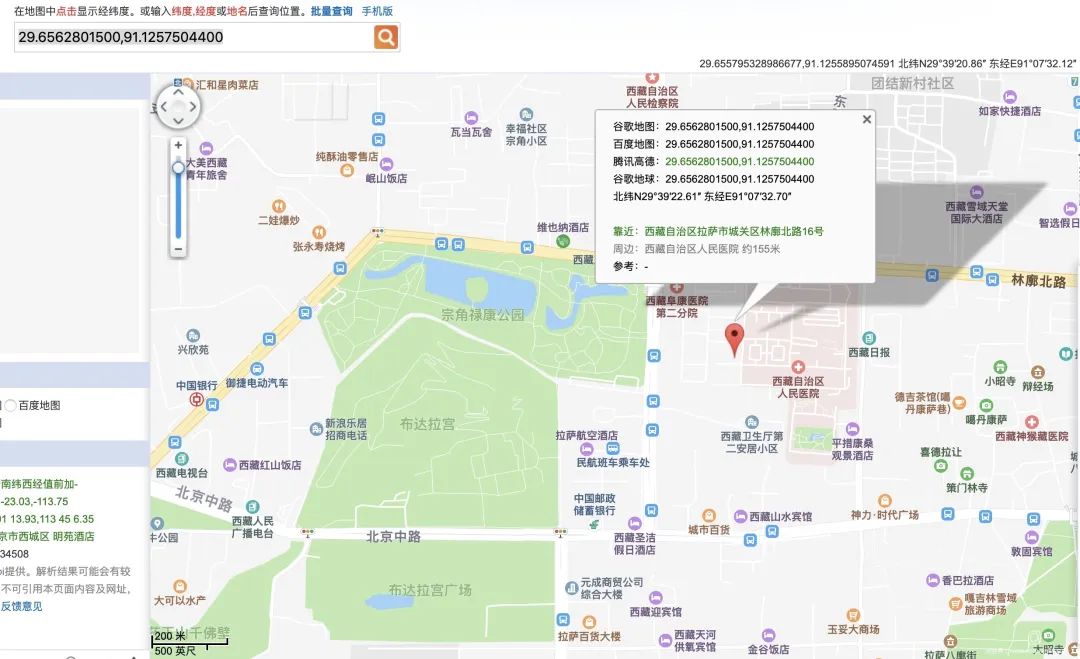 在地图中点击显示经纬度。或输入纬度,经度或地名后查询位置。批量查询 手机版
29.6562801500,91.1257504400
29.655795328986677,91.1255895074591 北纬N29°39′20.86″ 东经E91°07′32.12″
汇和星肉菜店
西藏自治区
人民检察院
团结新村社区
东
如家快捷酒店
瓦当瓦舍
幸福社区
宗角小区
谷歌地图：29.6562801500,91.1257504400
百度地图：29.6562801500,91.1257504400
腾讯高德：29.6562801500,91.1257504400
谷歌地球：29.6562801500,91.1257504400
北纬N29°39′22.61″ 东经E91°07′32.70″
靠近：西藏自治区拉萨市城关区林廓北路16号
周边：西藏自治区人民医院 约155米
参考：-
纯酥油零售店
大美西藏
青年旅舍
岷山饭店
二娃爆炒
张永寿烧烤
维也纳酒店
西藏
西藏雪域天堂
国际大酒店
智选假日
林廓北路
宗角禄康公园
西藏阜康医院
第二分院
西藏日报
兴欣苑
御捷电动汽车
中国银行
百度地图
西藏自治区
人民医院
小昭寺
辩经场
德吉茶馆(噶
丹康萨巷)
噶丹康萨
西藏神猴藏医院
新浪乐居
招商电话
布达拉宫
拉萨航空酒店
民航班车乘车处
西藏卫生厅第
二安居小区
平措康桑
观景酒店
喜德拉让
策门林寺
西藏电视台
西藏红山饭店
南纬西经值前加-
-23.03,-113.75
01 13.93,113 45 6.35
京市西城区 明苑酒店
34508
pi提供。解析结果可能会有较
不可引用本页面内容及网址,
反馈意见
北京中路
西藏人民
广播电台
牛公园
北京中路
中国邮政
储蓄银行
西藏圣洁
假日酒店
城市百货
西藏山水宾馆
神力·时代广场
敦固宾馆
布达拉宫广场
元成商贸公司
综合大楼
西藏迎宾馆
香巴拉酒店
嘎吉林雪域
旅游商场
大可以水产
拉萨百货大楼
西藏天河
供氧宾馆
玉妥大商场
金谷饭店
拉萨八廓街
大昭寺
千佛壁
200 米
500 英尺